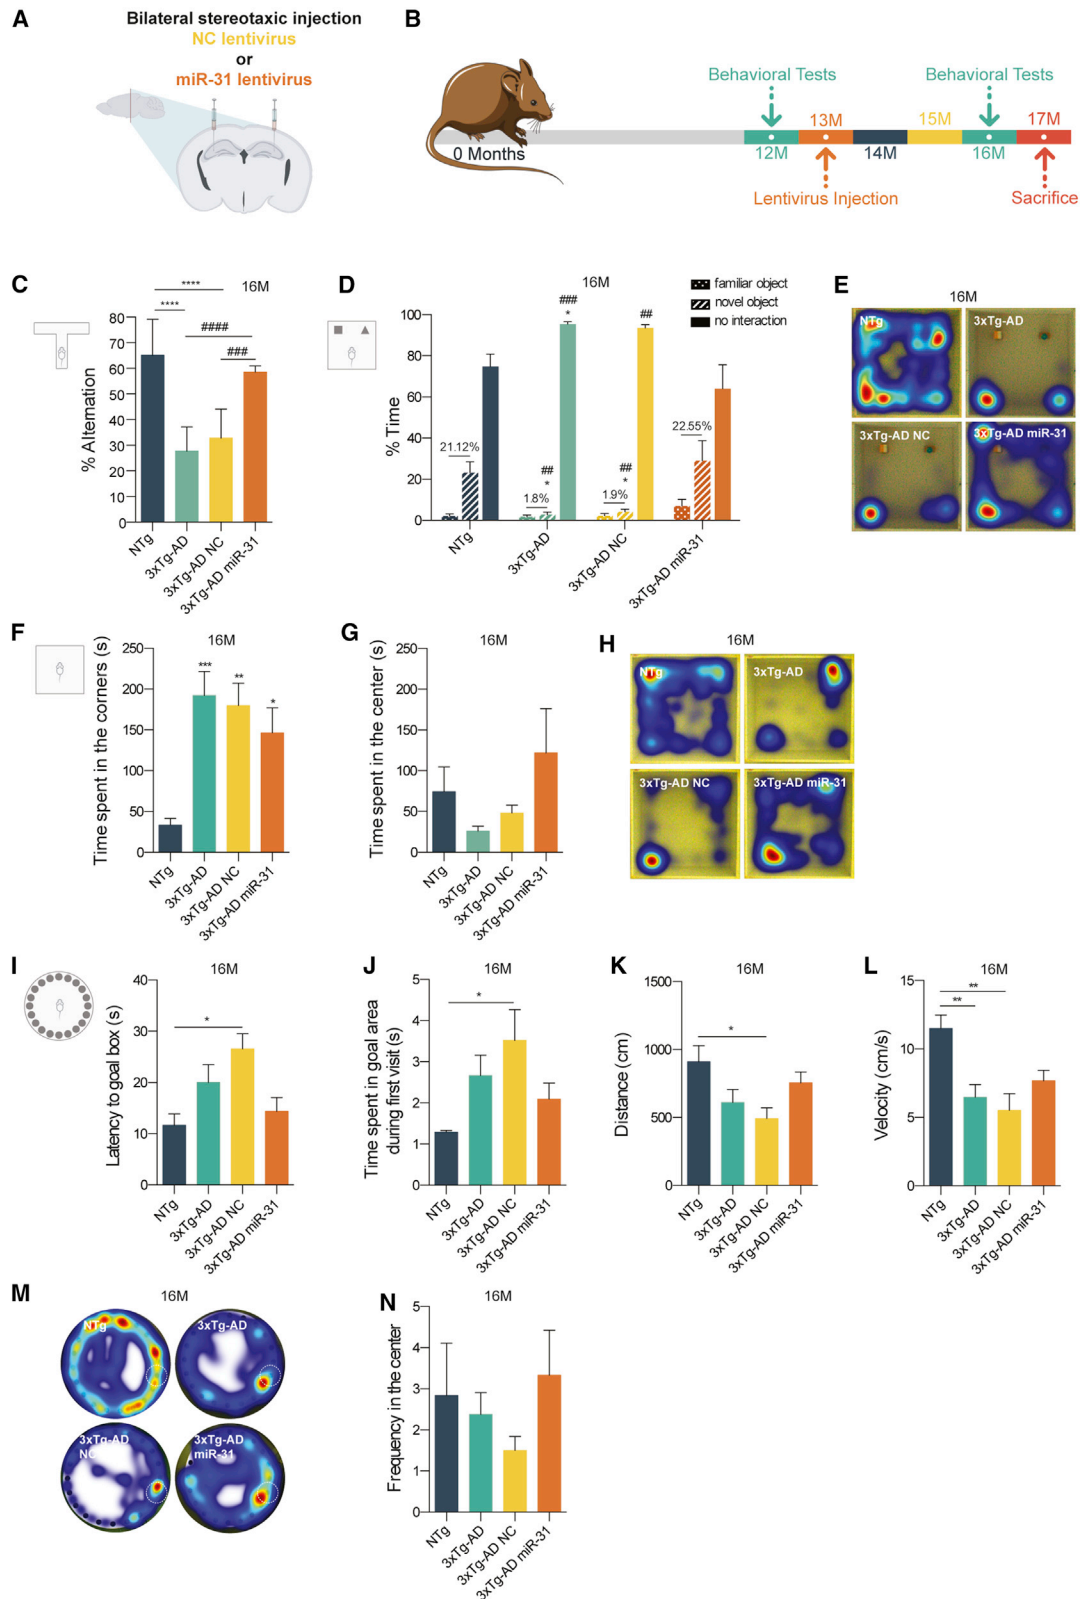 A
Bilateral stereotaxic injection
NC lentivirus
or
miR-31 lentivirus
B
Behavioral Tests
Behavioral Tests
13M
15M
17M
0 Months
12M
14M
16M
Lentivirus Injection
Sacrifice
C
16M
****
****
####
###
% Alternation
80
70
60
50
40
30
20
10
0
NTg
3xTg-AD
3xTg-AD NC
3xTg-AD miR-31
D
16M
familiar object
novel object
no interaction
% Time
100
80
60
40
20
0
21.12%
1.8%
1.9%
22.55%
##
*
###
*
##
*
##
NTg
3xTg-AD
3xTg-AD NC
3xTg-AD miR-31
E
16M
NTg
3xTg-AD
3xTg-AD NC
3xTg-AD miR-31
F
16M
Time spent in the corners (s)
250
200
150
100
50
0
***
**
*
NTg
3xTg-AD
3xTg-AD NC
3xTg-AD miR-31
G
16M
Time spent in the center (s)
250
200
150
100
50
0
NTg
3xTg-AD
3xTg-AD NC
3xTg-AD miR-31
H
16M
NTg
3xTg-AD
3xTg-AD NC
3xTg-AD miR-31
I
16M
Latency to goal box (s)
40
30
20
10
0
*
NTg
3xTg-AD
3xTg-AD NC
3xTg-AD miR-31
J
16M
Time spent in goal area
during first visit (s)
5
4
3
2
1
0
*
NTg
3xTg-AD
3xTg-AD NC
3xTg-AD miR-31
K
16M
Distance (cm)
1500
1000
500
0
*
NTg
3xTg-AD
3xTg-AD NC
3xTg-AD miR-31
L
16M
Velocity (cm/s)
15
10
5
0
**
**
NTg
3xTg-AD
3xTg-AD NC
3xTg-AD miR-31
M
16M
NTg
3xTg-AD
3xTg-AD
NC
3xTg-AD
miR-31
N
16M
Frequency in the center
5
4
3
2
1
0
NTg
3xTg-AD
3xTg-AD NC
3xTg-AD miR-31